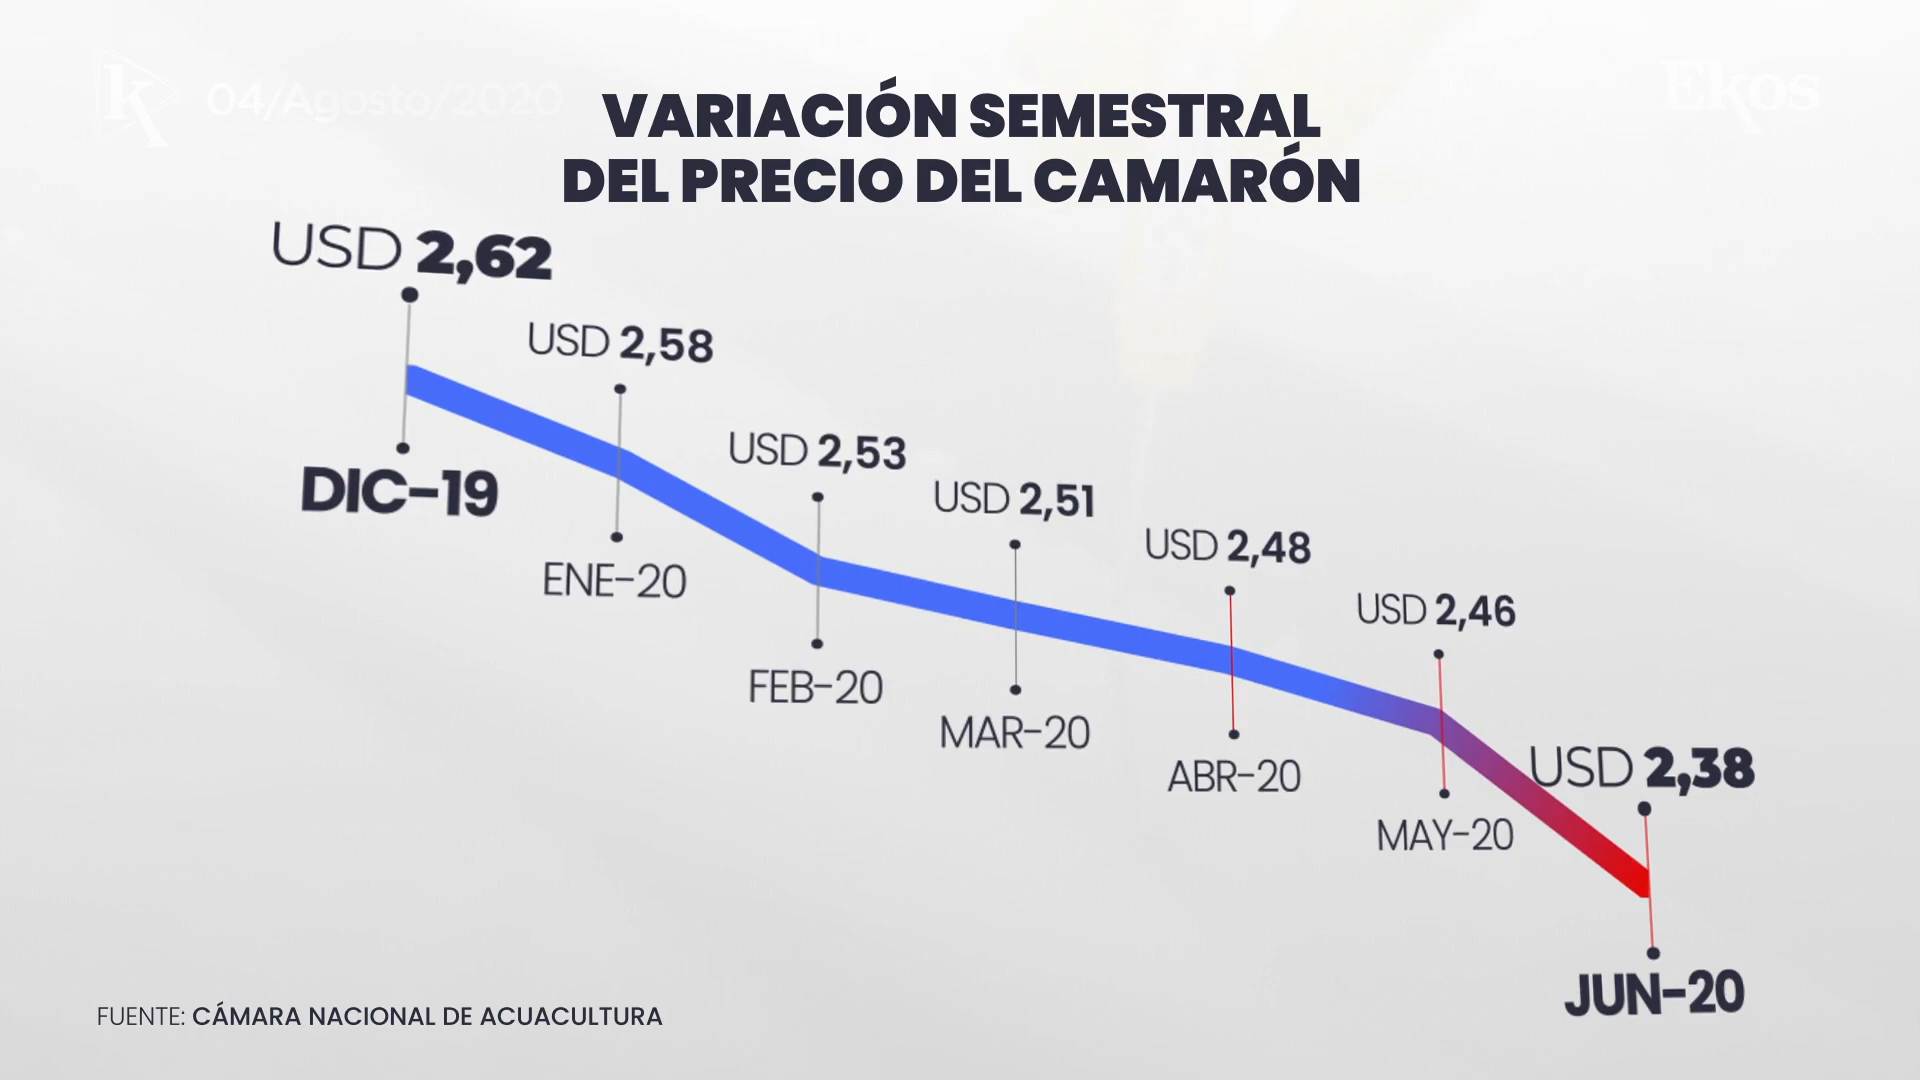 k 04/Agosto/2020
Ekos
VARIACIÓN SEMESTRAL
DEL PRECIO DEL CAMARÓN
USD 2,62
DIC-19
USD 2,58
ENE-20
USD 2,53
FEB-20
USD 2,51
MAR-20
USD 2,48
ABR-20
USD 2,46
MAY-20
USD 2,38
JUN-20
FUENTE: CÁMARA NACIONAL DE ACUACULTURA